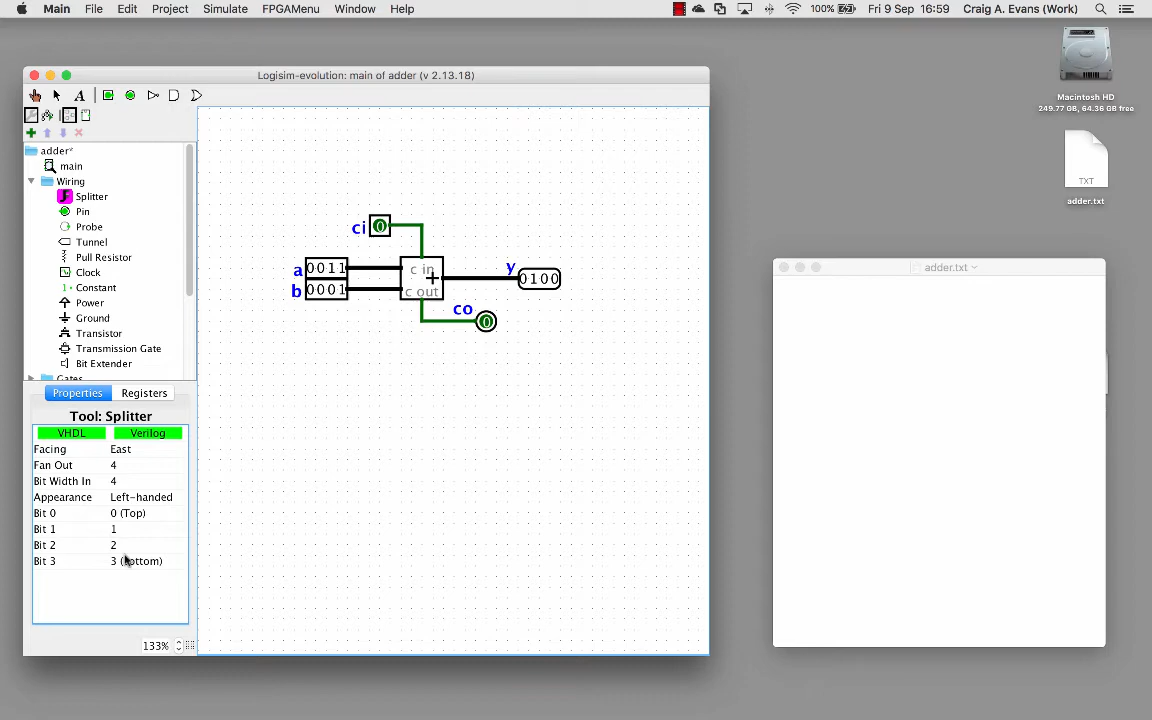 Main File Edit Project Simulate FPGAMenu Window Help 100% Fri 9 Sep 16:59 Craig A. Evans (Work)
Logisim-evolution: main of adder (v 2.13.18)
A
adder*
main
Wiring
Splitter
Pin
Probe
Tunnel
Pull Resistor
Clock
1 Constant
Power
Ground
Transistor
Transmission Gate
Bit Extender
Gates
Properties Registers
Tool: Splitter
VHDL Verilog
Facing East
Fan Out 4
Bit Width In 4
Appearance Left-handed
Bit 0 0 (Top)
Bit 1 1
Bit 2 2
Bit 3 3 (Bottom)
133%
ci 0
a 0011 c in y 0100
b 0001 + c out
co 0
Macintosh HD
249.77 GB, 64.36 GB free
TXT
adder.txt
adder.txt